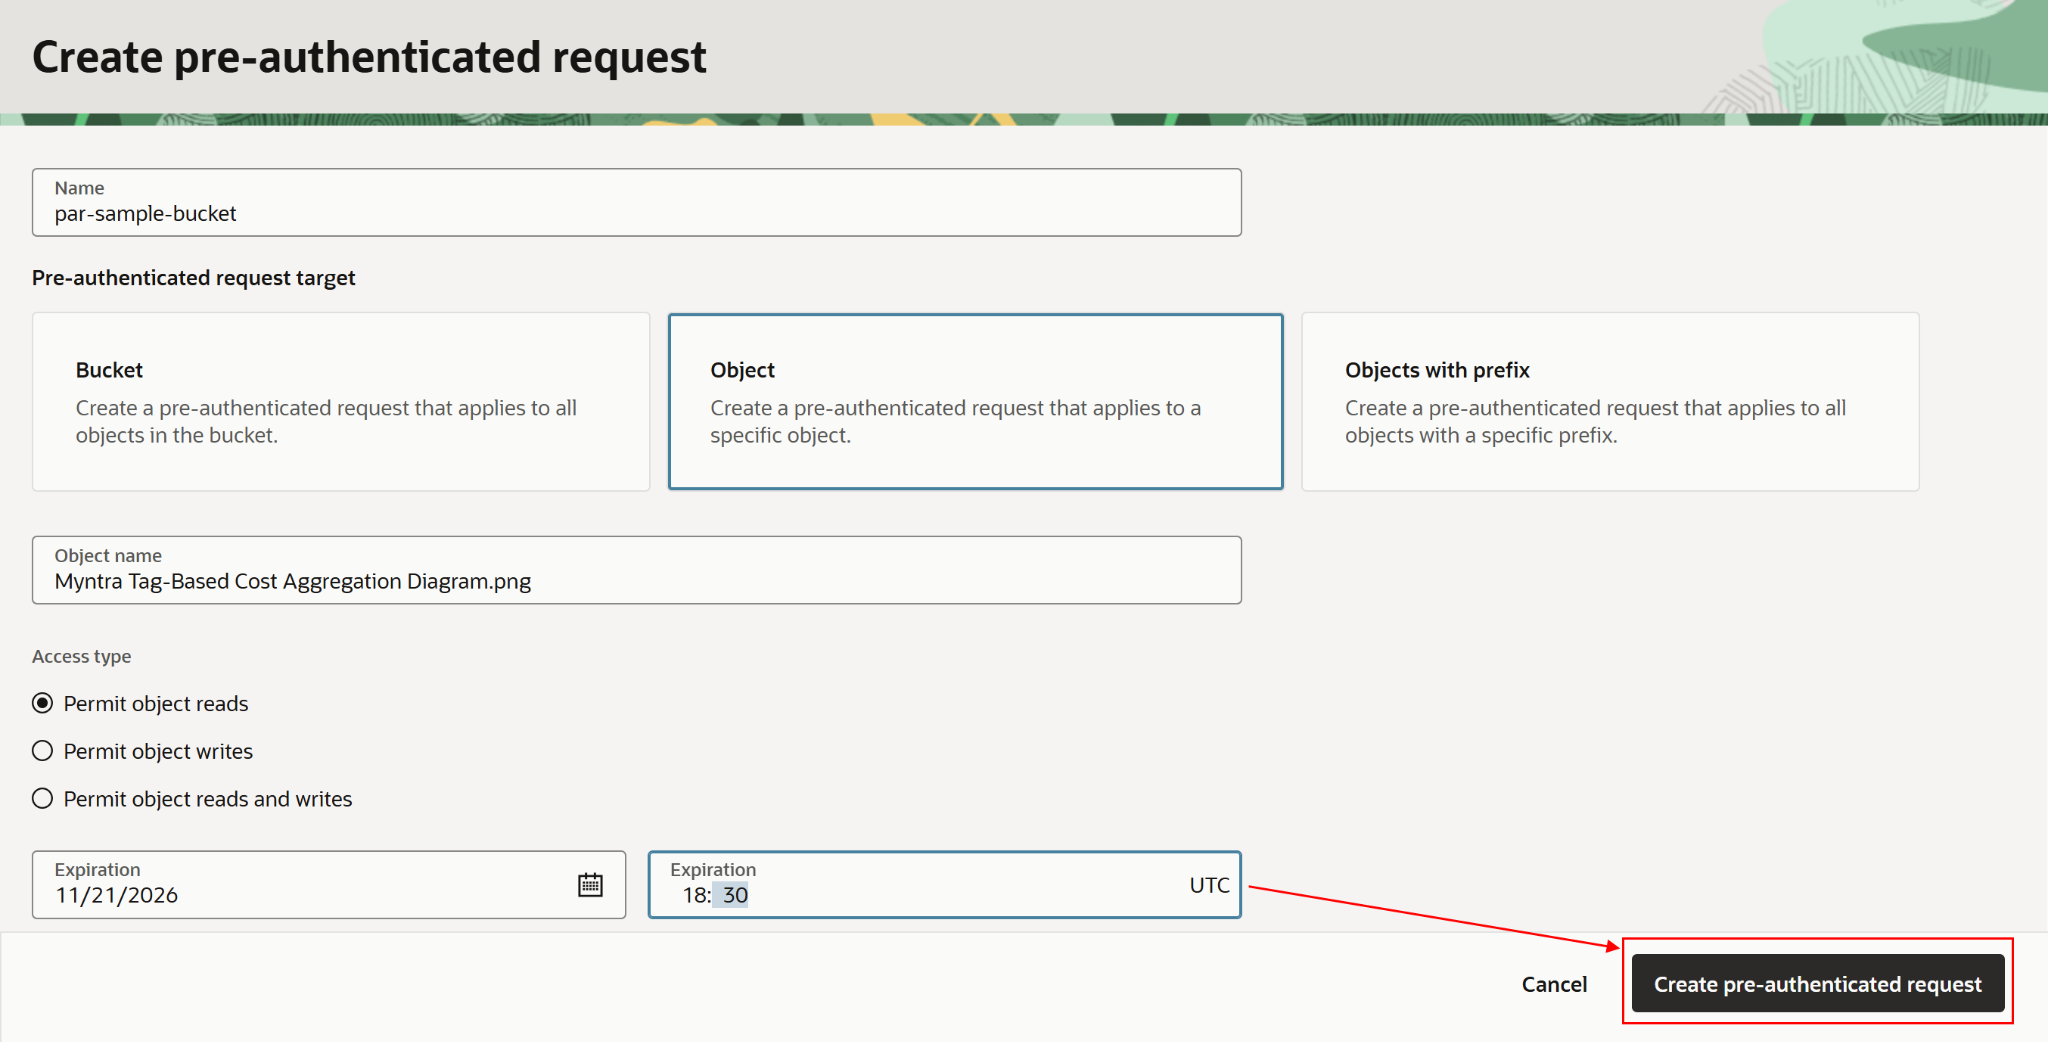 Create pre-authenticated request
Name
par-sample-bucket
Pre-authenticated request target
Bucket
Create a pre-authenticated request that applies to all
objects in the bucket.
Object
Create a pre-authenticated request that applies to a
specific object.
Objects with prefix
Create a pre-authenticated request that applies to all
objects with a specific prefix.
Object name
Myntra Tag-Based Cost Aggregation Diagram.png
Access type
Permit object reads
Permit object writes
Permit object reads and writes
Expiration
11/21/2026
Expiration
18: 30
UTC
Cancel
Create pre-authenticated request